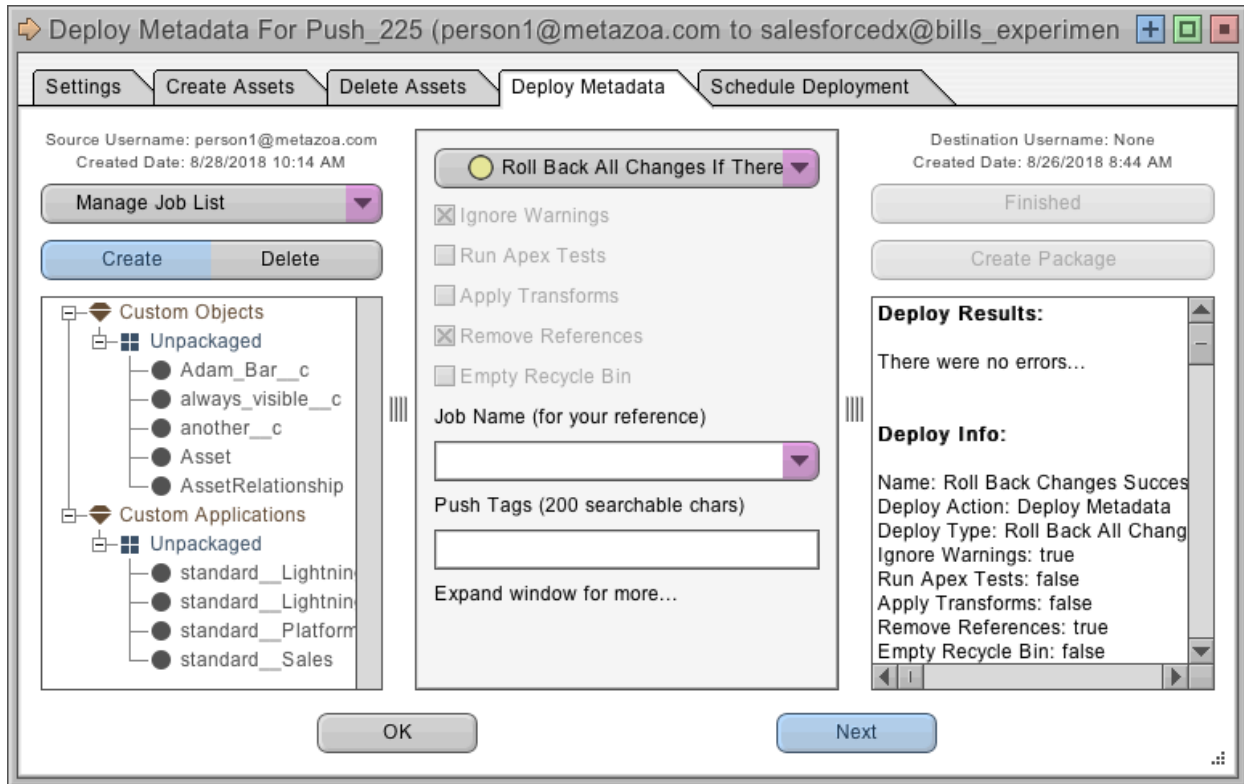 Deploy Metadata For Push_225 (person1@metazoa.com to salesforcedx@bills_experimen
Settings
Create Assets
Delete Assets
Deploy Metadata
Schedule Deployment
Source Username: person1@metazoa.com
Created Date: 8/28/2018 10:14 AM
Manage Job List
Create
Delete
Custom Objects
Unpackaged
Adam_Bar__c
always_visible__c
another__c
Asset
AssetRelationship
Custom Applications
Unpackaged
standard__Lightnin
standard__Lightnin
standard__Platform
standard__Sales
Roll Back All Changes If There
Ignore Warnings
Run Apex Tests
Apply Transforms
Remove References
Empty Recycle Bin
Job Name (for your reference)
Push Tags (200 searchable chars)
Expand window for more...
Destination Username: None
Created Date: 8/26/2018 8:44 AM
Finished
Create Package
Deploy Results:
There were no errors...
Deploy Info:
Name: Roll Back Changes Succes
Deploy Action: Deploy Metadata
Deploy Type: Roll Back All Chang
Ignore Warnings: true
Run Apex Tests: false
Apply Transforms: false
Remove References: true
Empty Recycle Bin: false
OK
Next